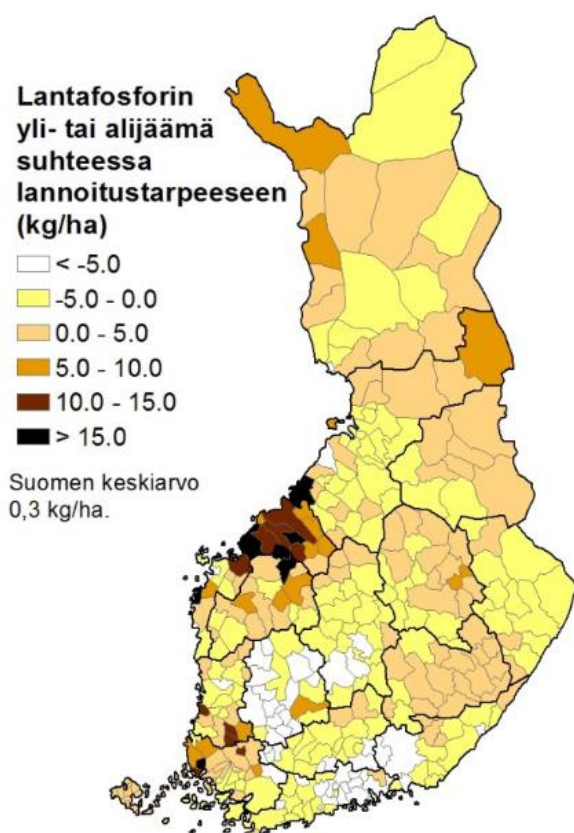 Lantafosforin
yli- tai alijäämä
suhteessa
lannoitustarpeeseen
(kg/ha)
< -5.0
-5.0 - 0.0
0.0 - 5.0
5.0 - 10.0
10.0 - 15.0
> 15.0
Suomen keskiarvo
0,3 kg/ha.